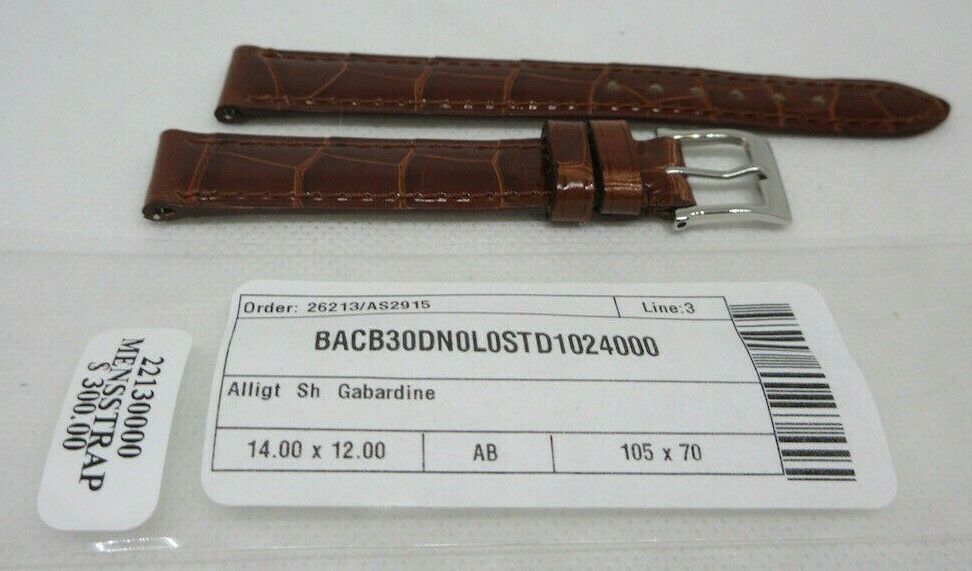 Order: 26213/AS2915
Line:3
BACB30DN0L0STD1024000
Alligt Sh Gabardine
14.00 x 12.00
AB
105 x 70
22130000
MENSSTRAP
$ 300.00